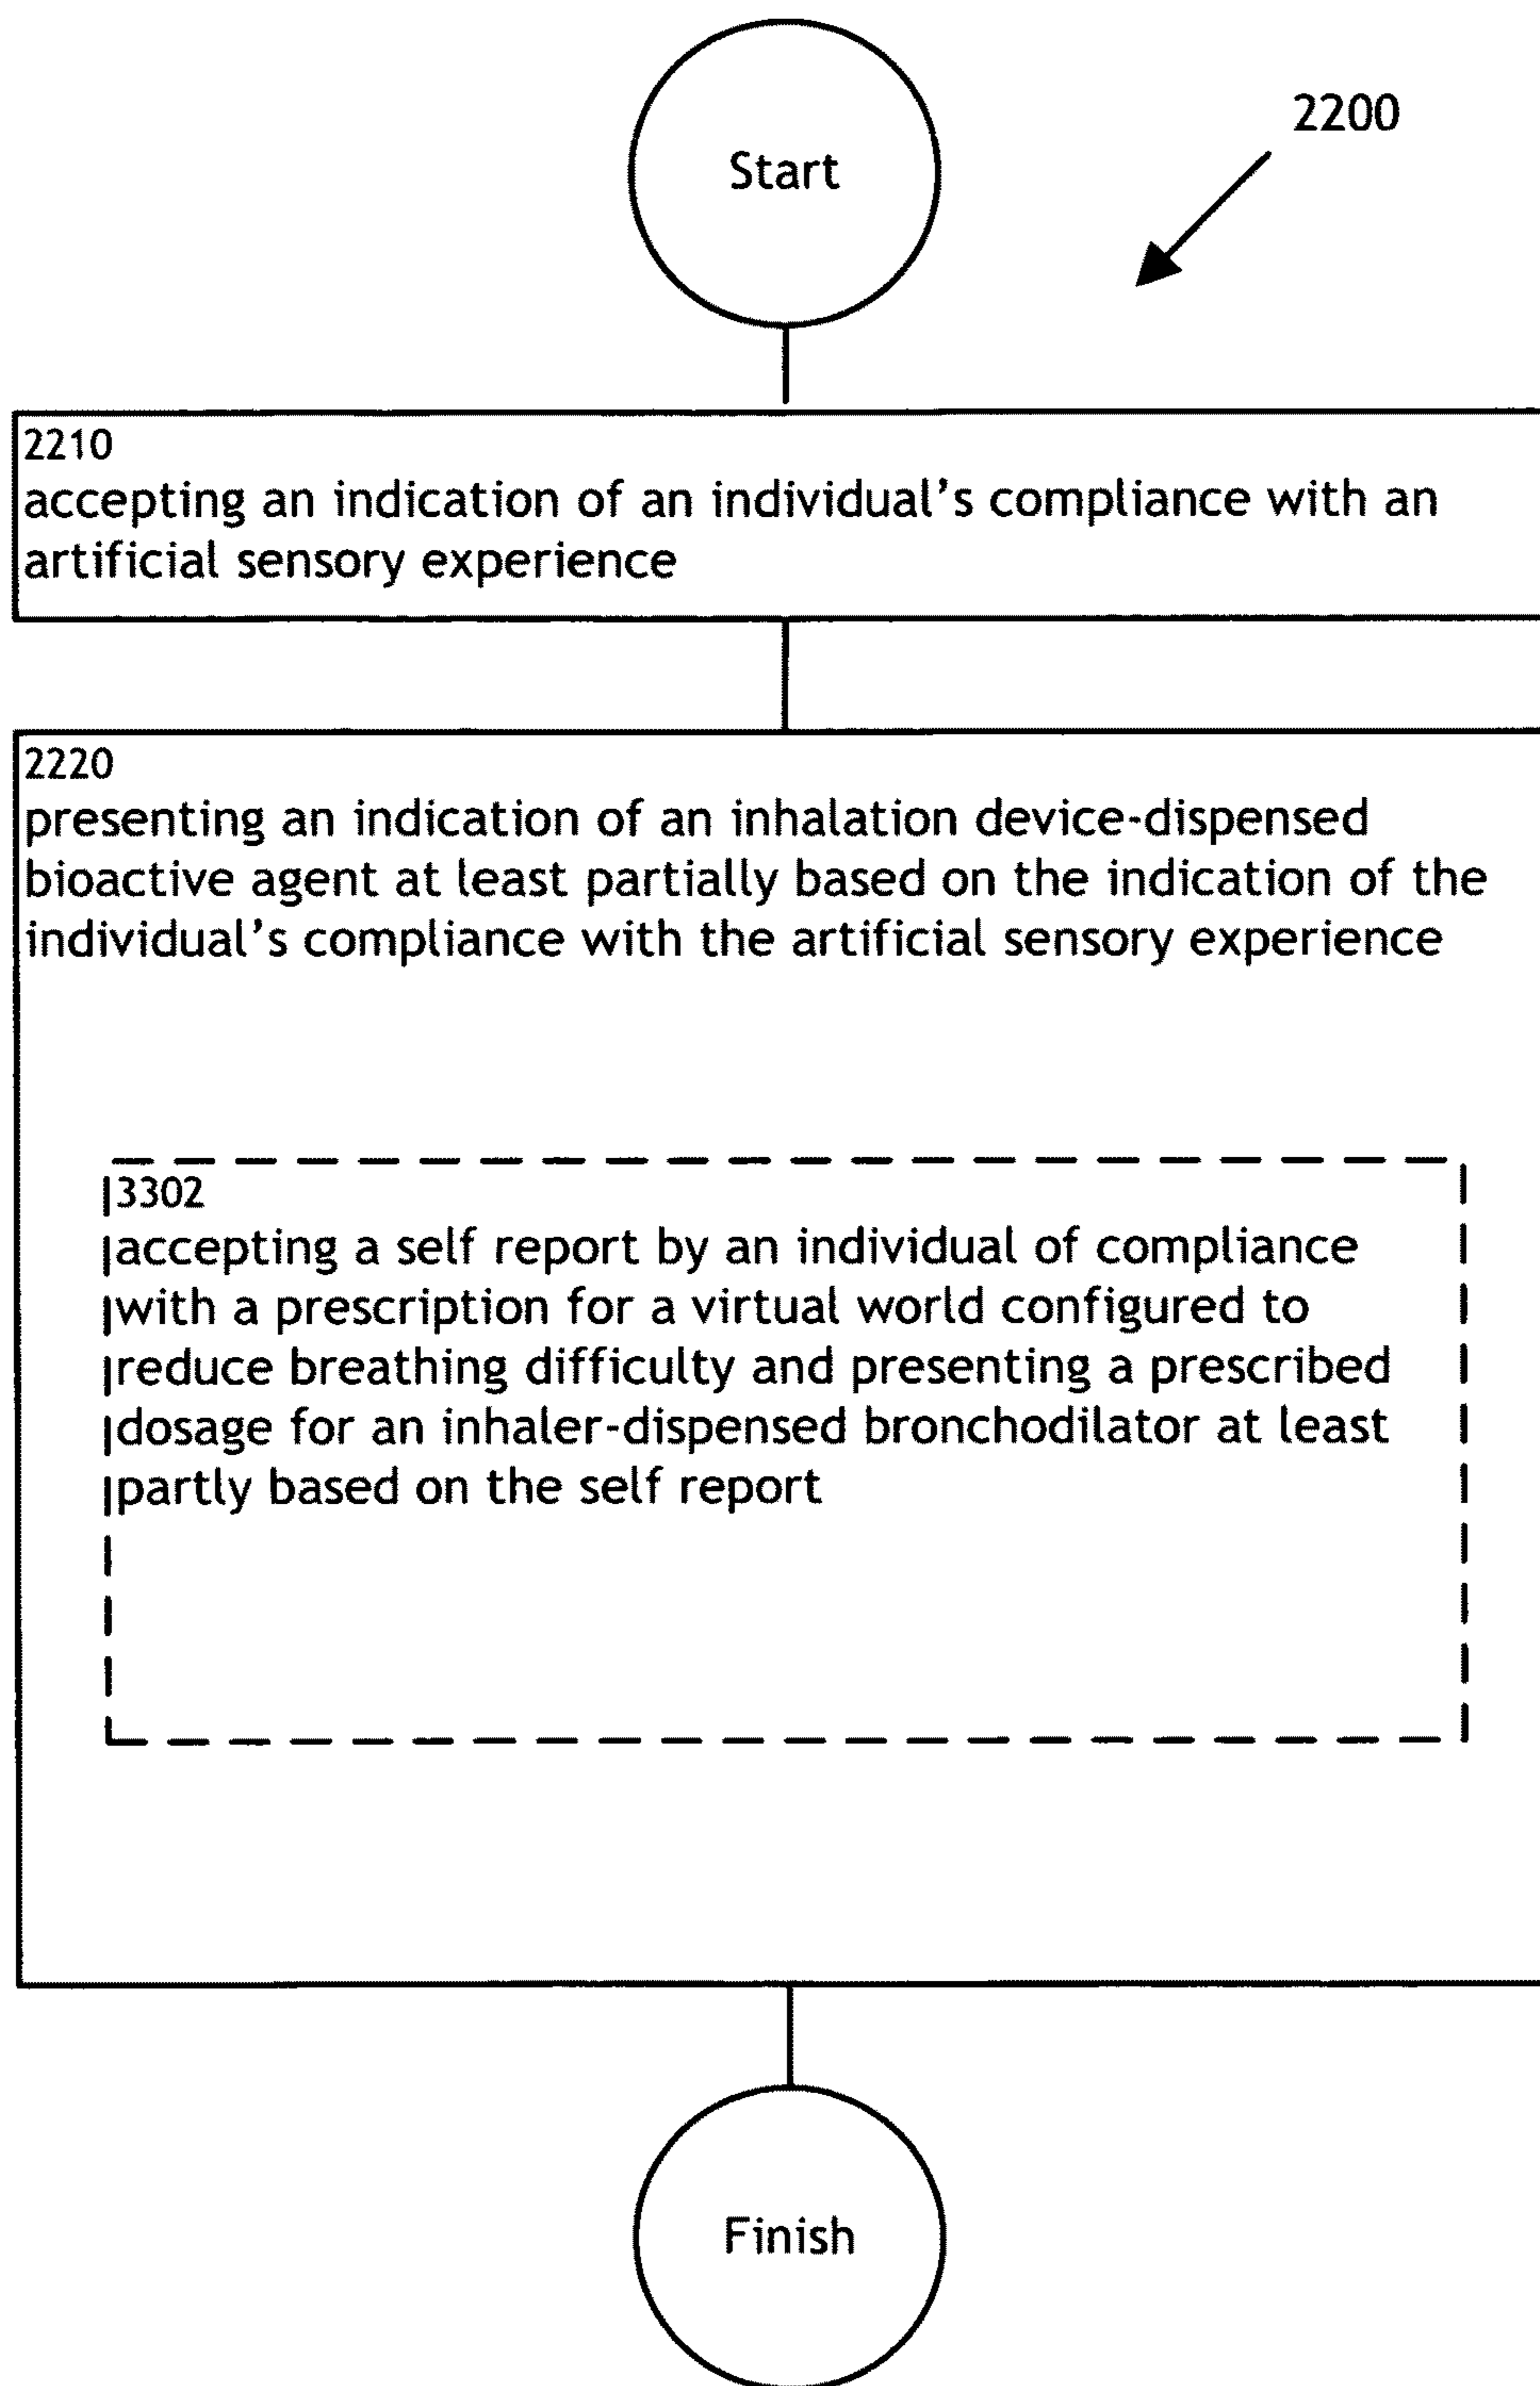 Start
2200
2210
accepting an indication of an individual's compliance with an
artificial sensory experience
2220
presenting an indication of an inhalation device-dispensed
bioactive agent at least partially based on the indication of the
individual's compliance with the artificial sensory experience
3302
accepting a self report by an individual of compliance
with a prescription for a virtual world configured to
reduce breathing difficulty and presenting a prescribed
dosage for an inhaler-dispensed bronchodilator at least
partly based on the self report
Finish